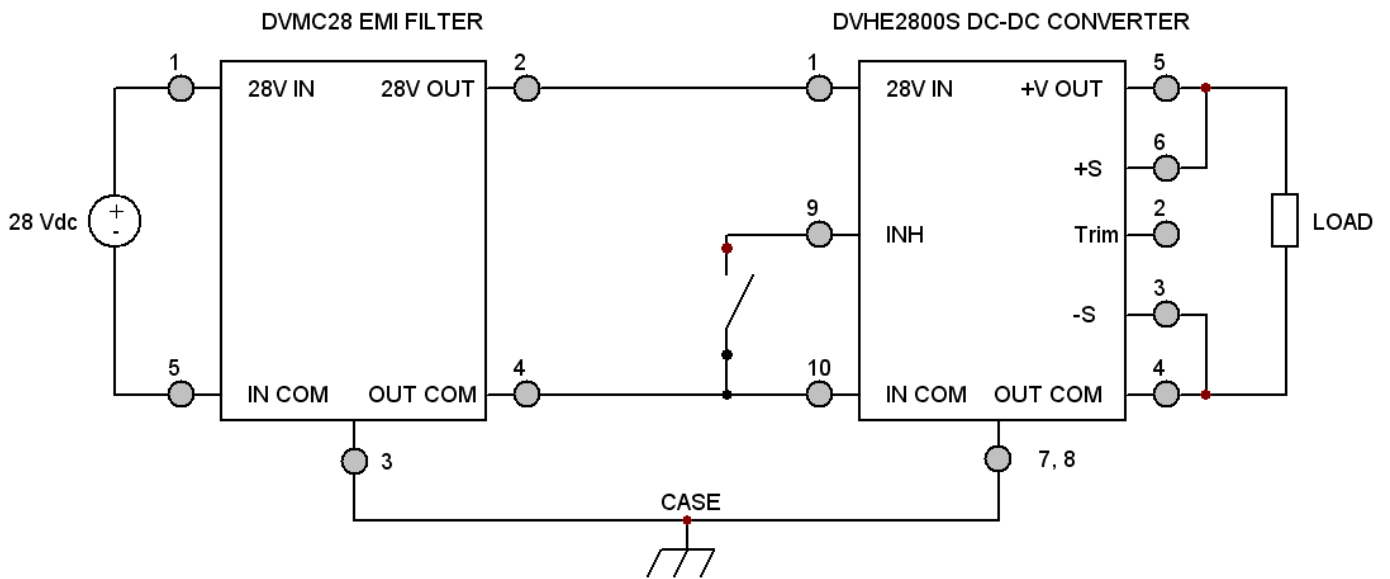 DVMC28 EMI FILTER DVHE2800S DC-DC CONVERTER
1 2 1 5
28V IN 28V OUT 28V IN +V OUT
6
+S
9 2
28 Vdc + - INH Trim LOAD
3
-S
5 4 10 4
IN COM OUT COM IN COM OUT COM
3 7, 8
CASE